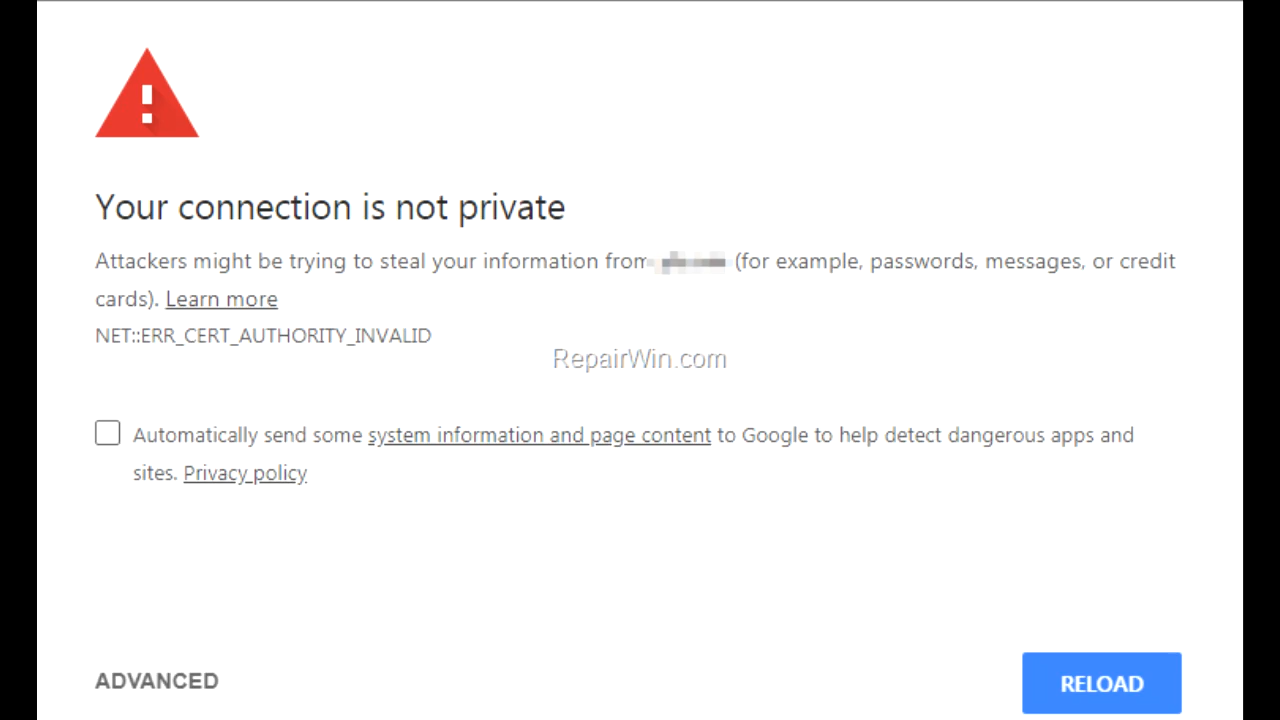 Your connection is not private
Attackers might be trying to steal your information from (for example, passwords, messages, or credit
cards). Learn more
NET::ERR_CERT_AUTHORITY_INVALID
RepairWin.com
Automatically send some system information and page content to Google to help detect dangerous apps and
sites. Privacy policy
ADVANCED
RELOAD